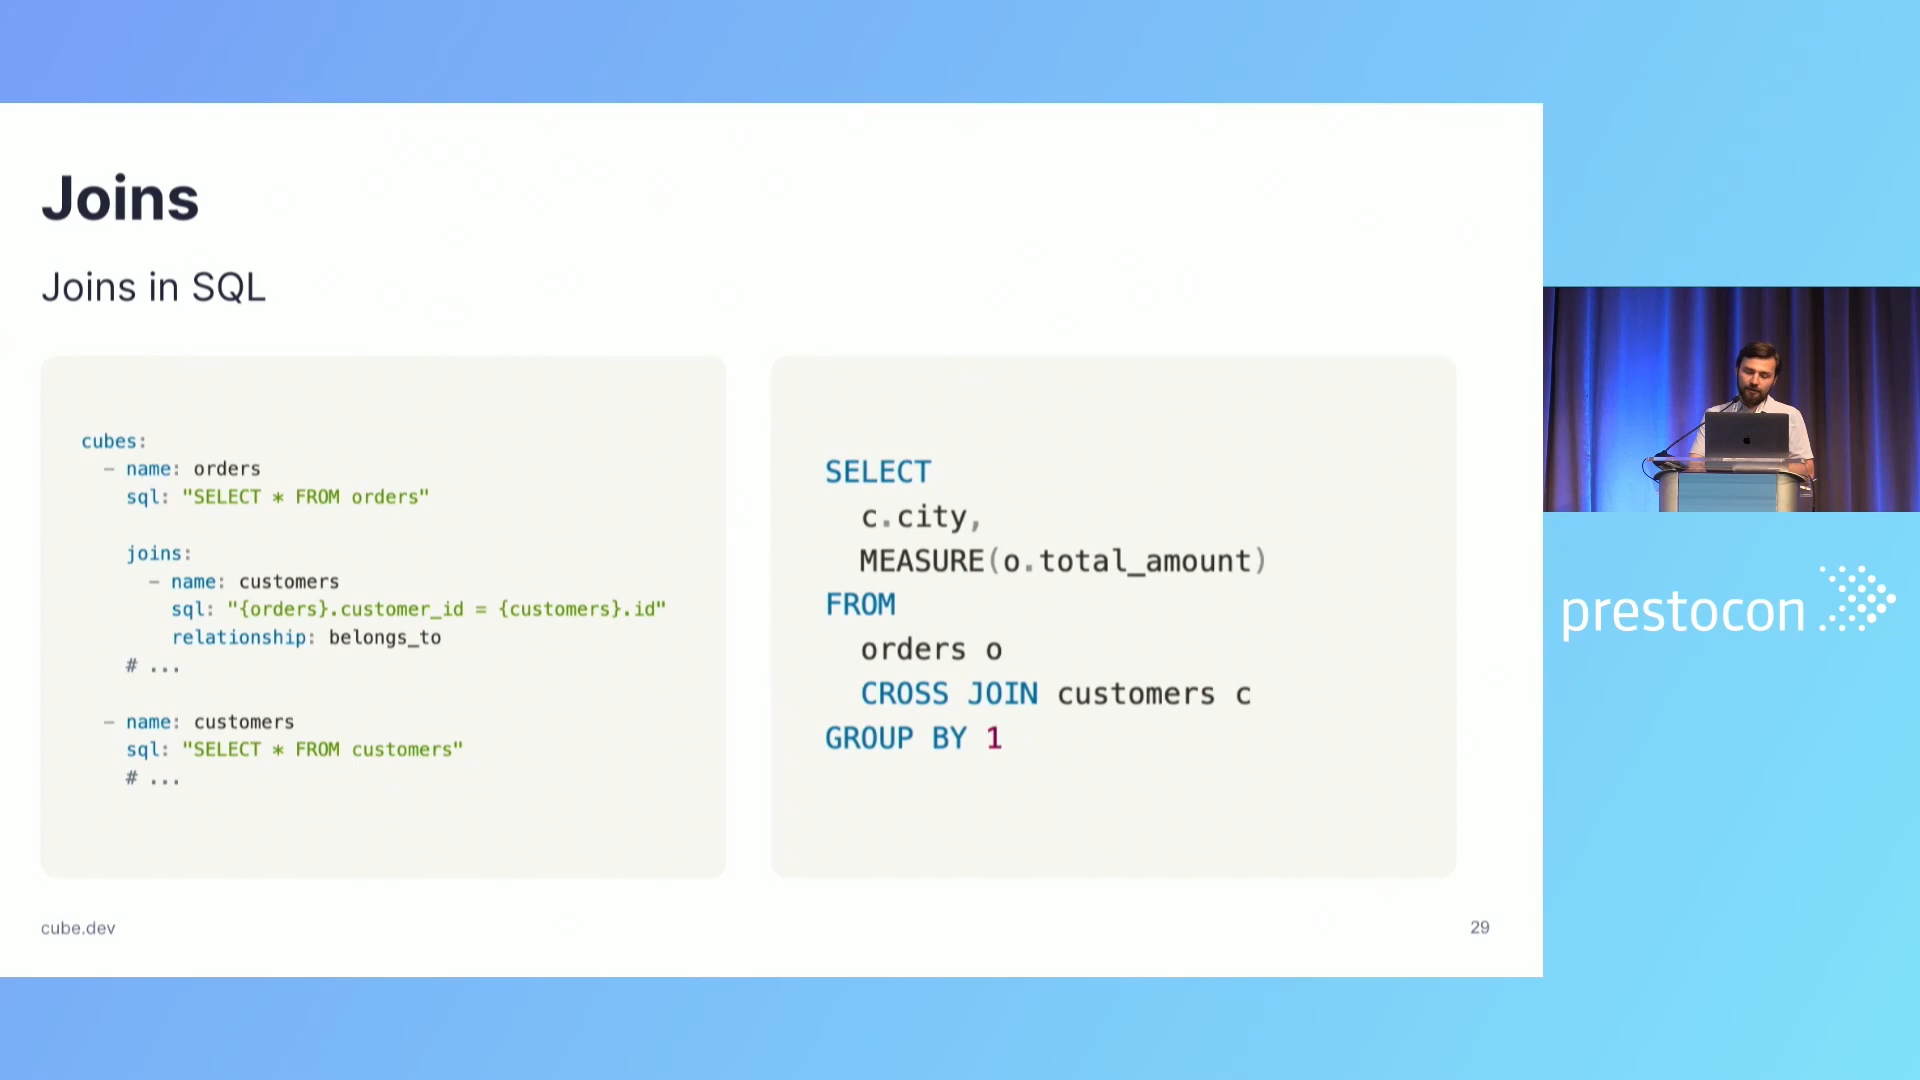 Joins
Joins in SQL
cubes:
  – name: orders
    sql: "SELECT * FROM orders"
    joins:
      – name: customers
        sql: "{orders}.customer_id = {customers}.id"
        relationship: belongs_to
    # ...
  – name: customers
    sql: "SELECT * FROM customers"
    # ...
SELECT
  c.city,
  MEASURE(o.total_amount)
FROM
  orders o
  CROSS JOIN customers c
GROUP BY 1
cube.dev
29
prestocon